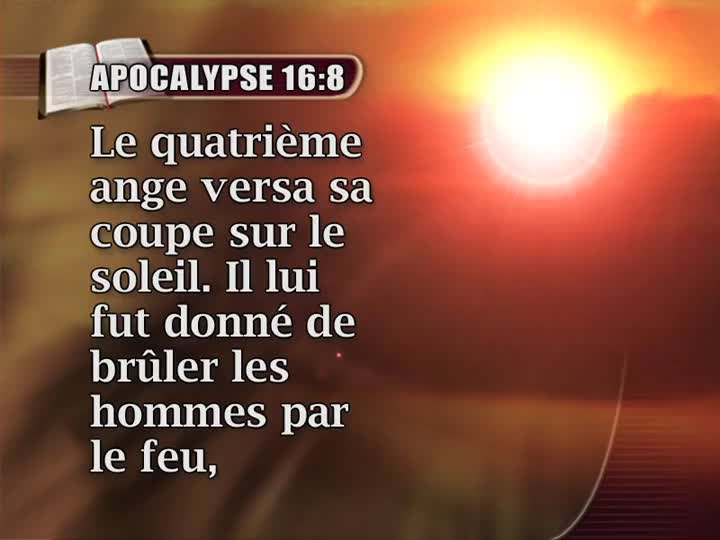 APOCALYPSE 16:8
Le quatrième
ange versa sa
coupe sur le
soleil. Il lui
fut donné de
brûler les
hommes par
le feu,